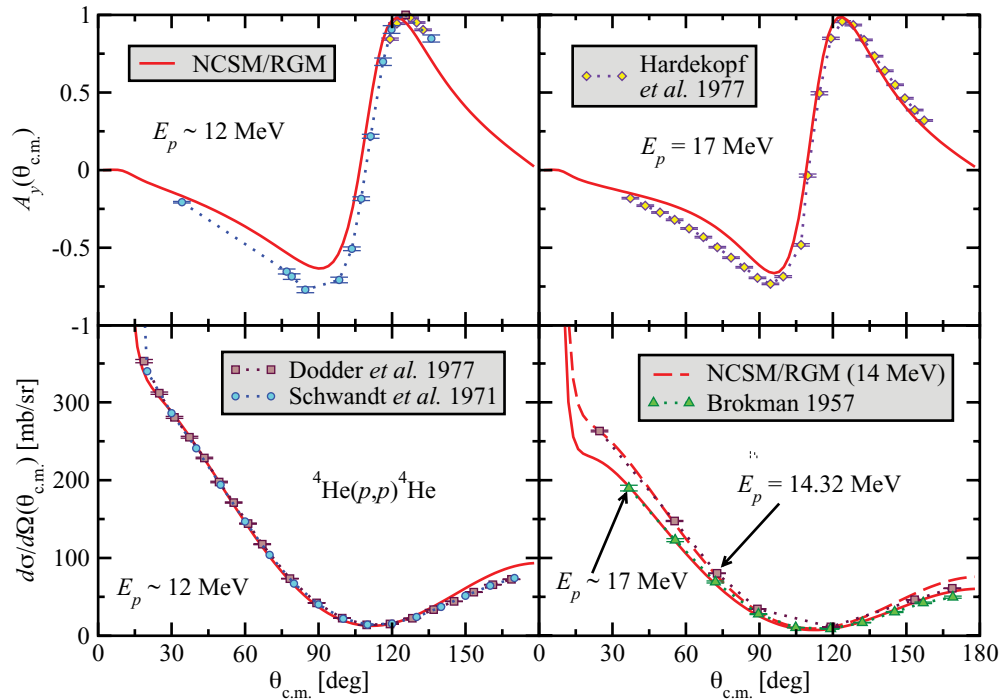 1
0.5
0
-0.5
-1
A_y(θ_c.m.)
NCSM/RGM
E_p ~ 12 MeV
Hardekopf
et al. 1977
E_p = 17 MeV
300
200
100
0
dσ/dΩ(θ_c.m.) [mb/sr]
Dodder et al. 1977
Schwandt et al. 1971
⁴He(p,p)⁴He
E_p ~ 12 MeV
NCSM/RGM (14 MeV)
Brokman 1957
E_p = 14.32 MeV
E_p ~ 17 MeV
0 30 60 90 120 150
0 30 60 90 120 150 180
θ_c.m. [deg]
θ_c.m. [deg]